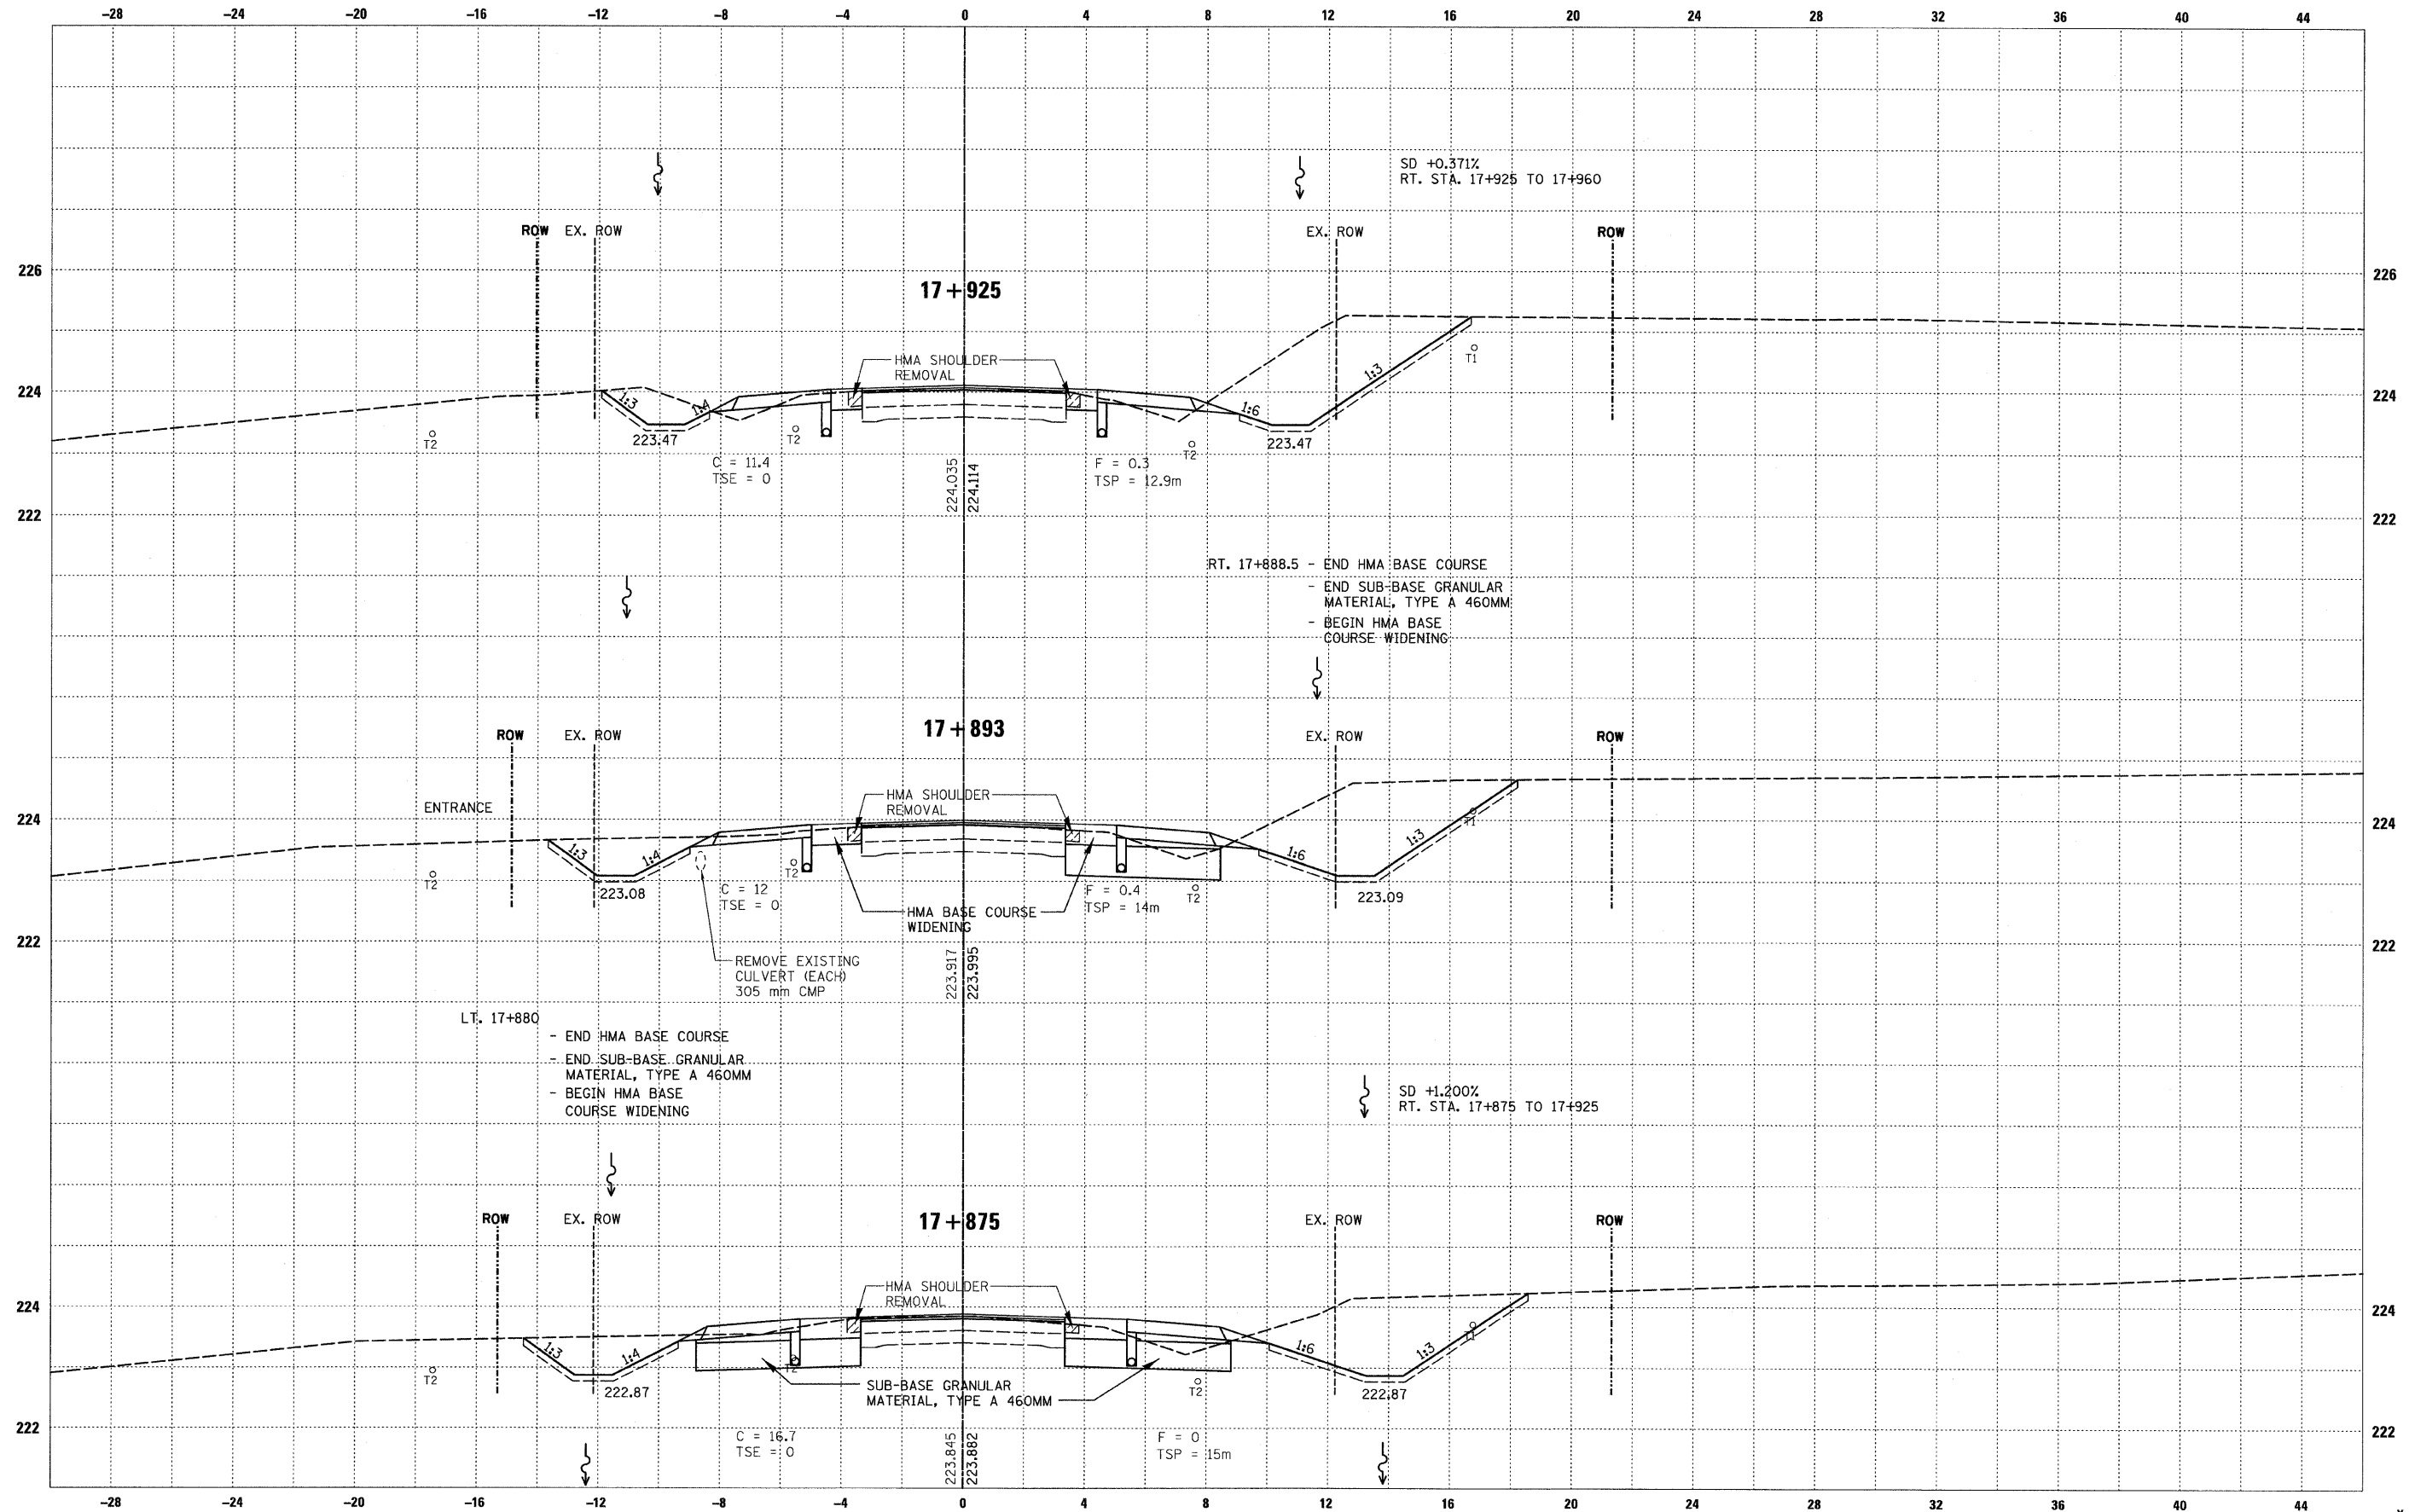 -28 -24 -20 -16 -12 -8 -4 0 4 8 12 16 20 24 28 32 36 40 44
SD +0.371%
RT. STA. 17+925 TO 17+960
ROW EX. ROW EX. ROW ROW
226 226
17+925
HMA SHOULDER
REMOVAL
1:3 1:4 1:6 1:3
T1
224 224
223.47 223.47
T2 T2 T2 T2
C = 11.4
TSE = 0
F = 0.3
TSP = 12.9m
224.035
224.114
222 222
RT. 17+888.5 - END HMA BASE COURSE
- END SUB-BASE GRANULAR
MATERIAL, TYPE A 460MM
- BEGIN HMA BASE
COURSE WIDENING
17+893
ROW EX. ROW EX. ROW ROW
ENTRANCE
HMA SHOULDER
REMOVAL
224 224
1:3 1:4 1:6 1:3
T1
T2 T2 T2
223.08 223.09
C = 12
TSE = 0
F = 0.4
TSP = 14m
HMA BASE COURSE
WIDENING
222 222
REMOVE EXISTING
CULVERT (EACH)
305 mm CMP
223.917
223.995
LT. 17+880
- END HMA BASE COURSE
- END SUB-BASE GRANULAR
MATERIAL, TYPE A 460MM
- BEGIN HMA BASE
COURSE WIDENING
SD +1.200%
RT. STA. 17+875 TO 17+925
17+875
ROW EX. ROW EX. ROW ROW
HMA SHOULDER
REMOVAL
224 224
1:3 1:4 1:6 1:3
T2 T2 T2
222.87 222.87
SUB-BASE GRANULAR
MATERIAL, TYPE A 460MM
222 222
C = 16.7
TSE = 0
F = 0
TSP = 15m
223.845
223.882
-28 -24 -20 -16 -12 -8 -4 0 4 8 12 16 20 24 28 32 36 40 44